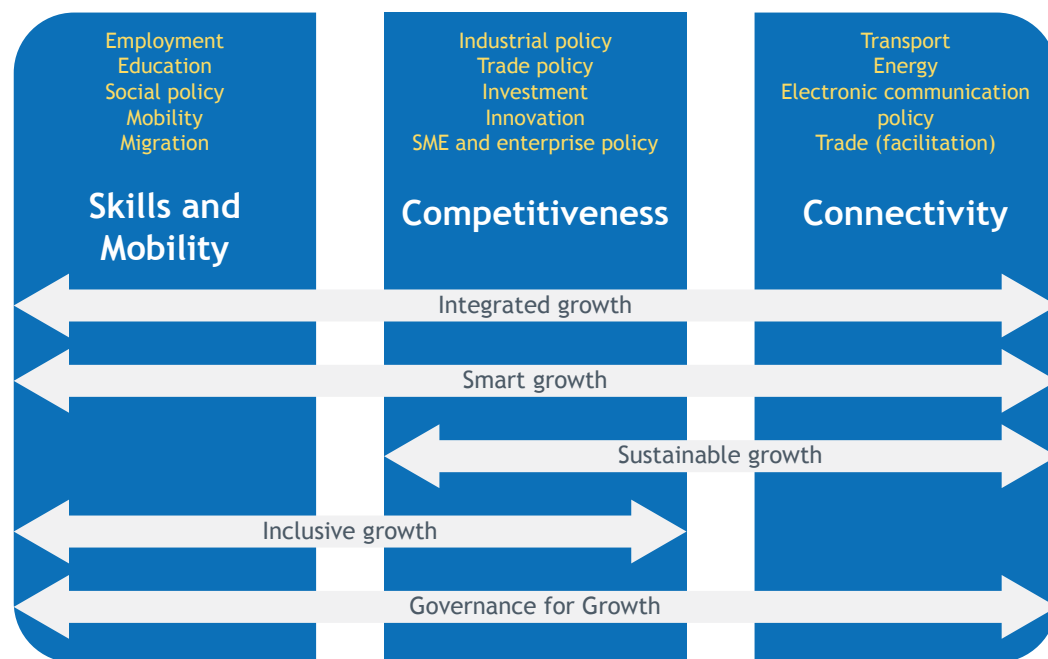 Employment
Education
Social policy
Mobility
Migration
Skills and
Mobility
Industrial policy
Trade policy
Investment
Innovation
SME and enterprise policy
Competitiveness
Transport
Energy
Electronic communication
policy
Trade (facilitation)
Connectivity
Integrated growth
Smart growth
Sustainable growth
Inclusive growth
Governance for Growth